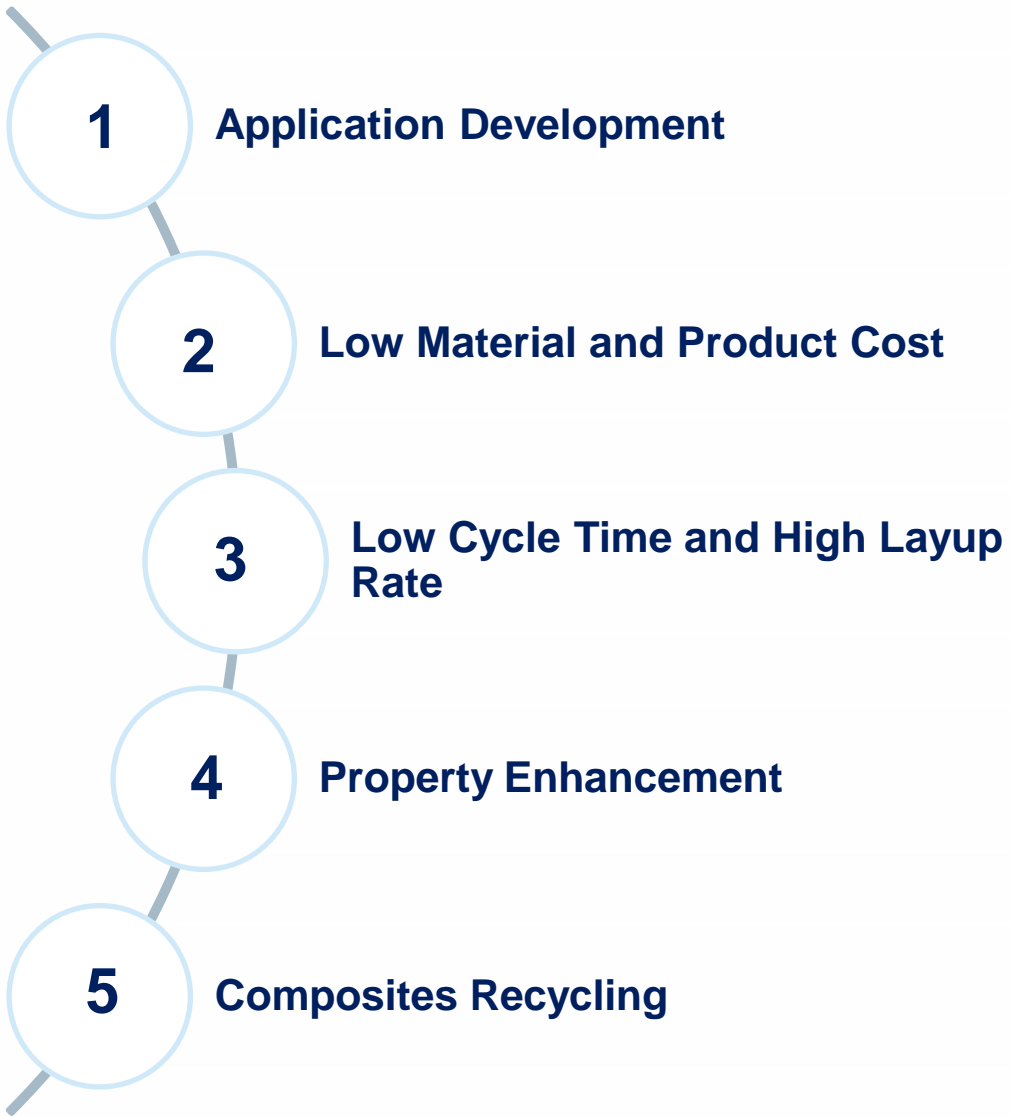 1
Application Development
2
Low Material and Product Cost
3
Low Cycle Time and High Layup
Rate
4
Property Enhancement
5
Composites Recycling